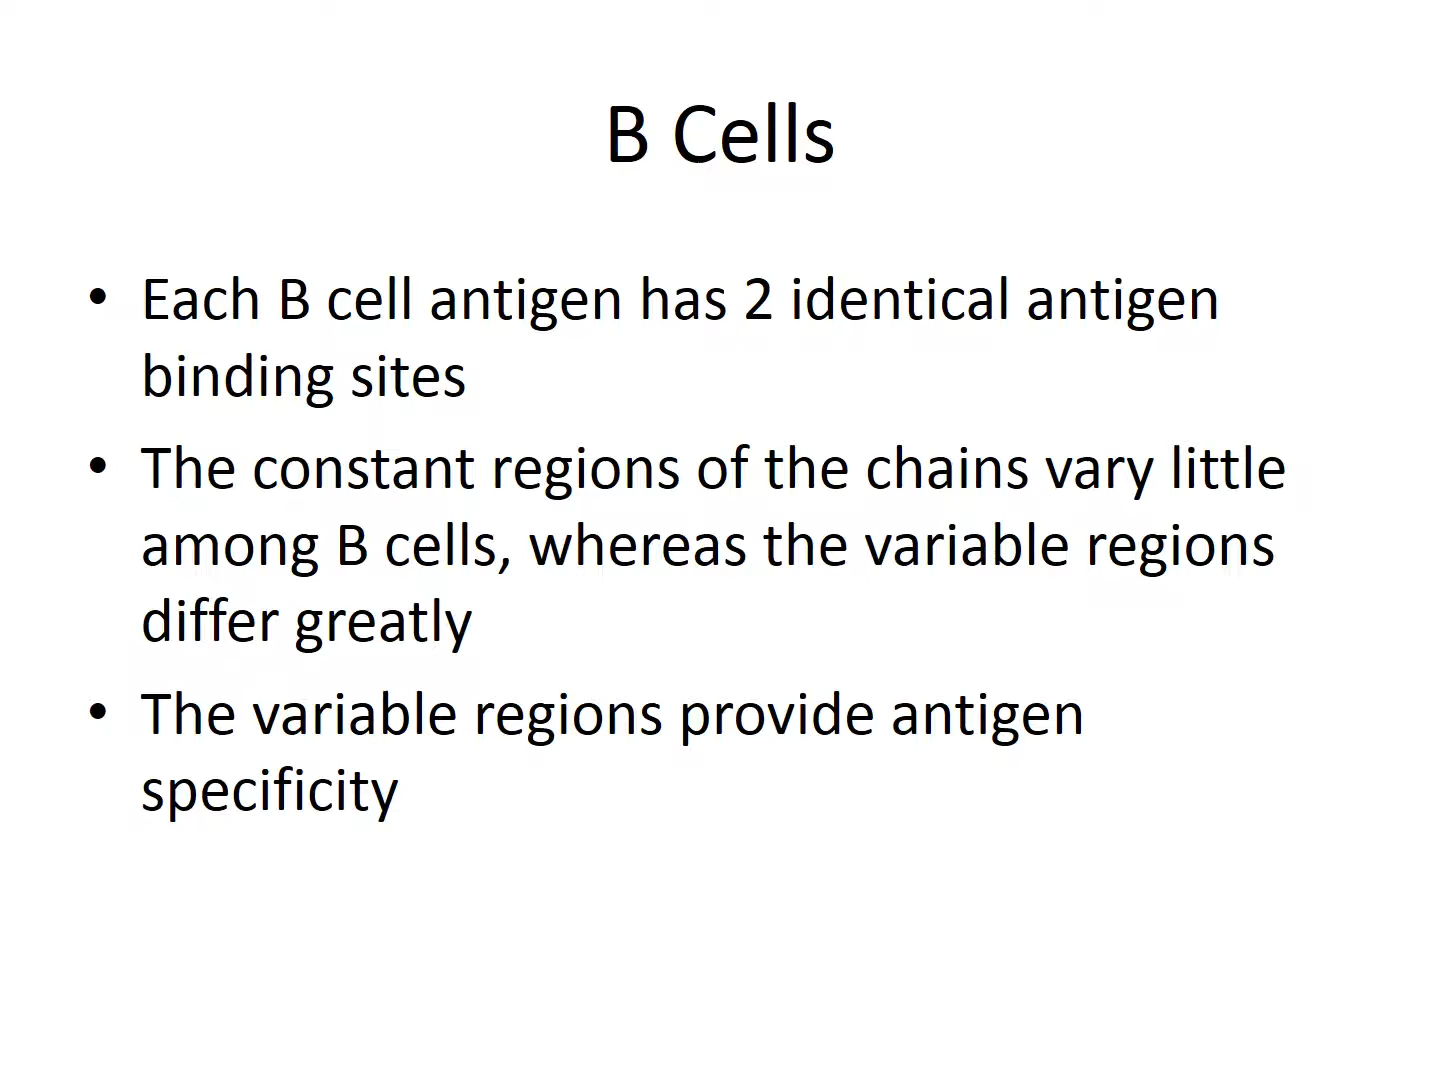 B Cells
• Each B cell antigen has 2 identical antigen
binding sites
• The constant regions of the chains vary little
among B cells, whereas the variable regions
differ greatly
• The variable regions provide antigen
specificity